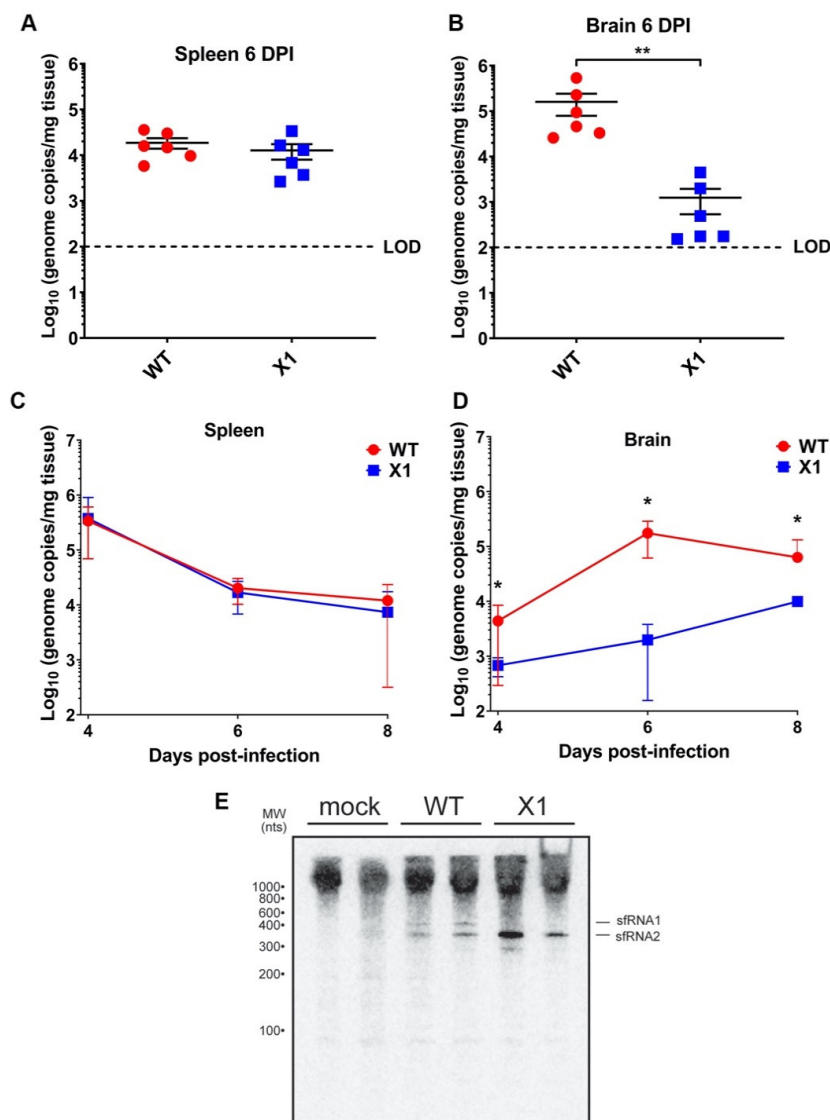 A
Spleen 6 DPI
Log10 (genome copies/mg tissue)
6
5
4
3
2
1
0
LOD
WT
X1
B
Brain 6 DPI
**
Log10 (genome copies/mg tissue)
6
5
4
3
2
1
0
LOD
WT
X1
C
Spleen
WT
X1
Log10 (genome copies/mg tissue)
7
6
5
4
3
2
4
6
8
Days post-infection
D
Brain
WT
X1
Log10 (genome copies/mg tissue)
7
6
5
4
3
2
*
*
*
4
6
8
Days post-infection
E
MW
(nts)
mock
WT
X1
1000•
800•
600•
400•
300•
200•
100•
sfRNA1
sfRNA2